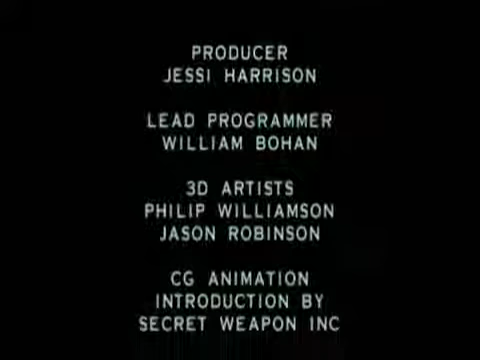 PRODUCER
JESSI HARRISON
LEAD PROGRAMMER
WILLIAM BOHAN
3D ARTISTS
PHILIP WILLIAMSON
JASON ROBINSON
CG ANIMATION
INTRODUCTION BY
SECRET WEAPON INC